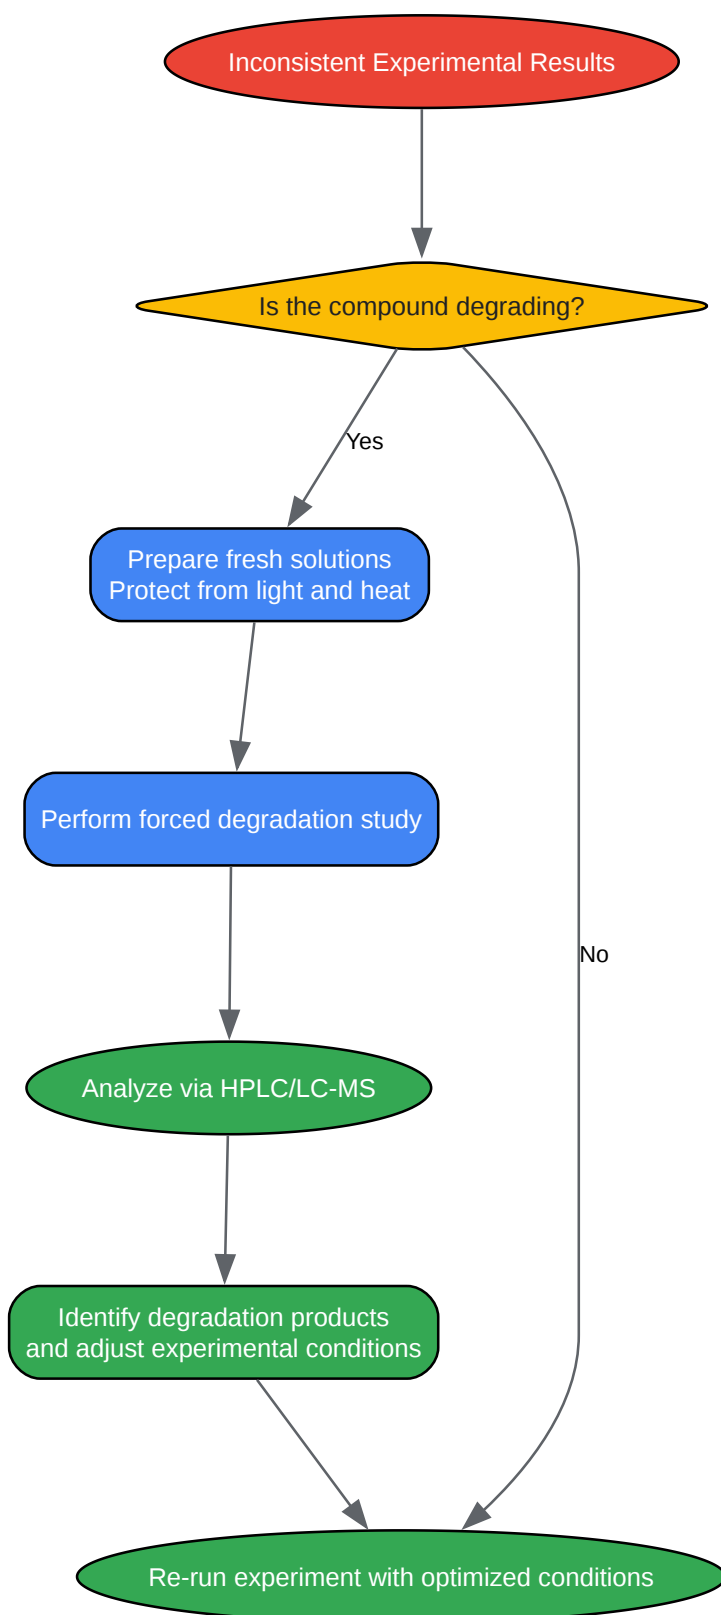 Inconsistent Experimental Results
Is the compound degrading?
Yes
Prepare fresh solutions
Protect from light and heat
Perform forced degradation study
No
Analyze via HPLC/LC-MS
Identify degradation products
and adjust experimental conditions
Re-run experiment with optimized conditions